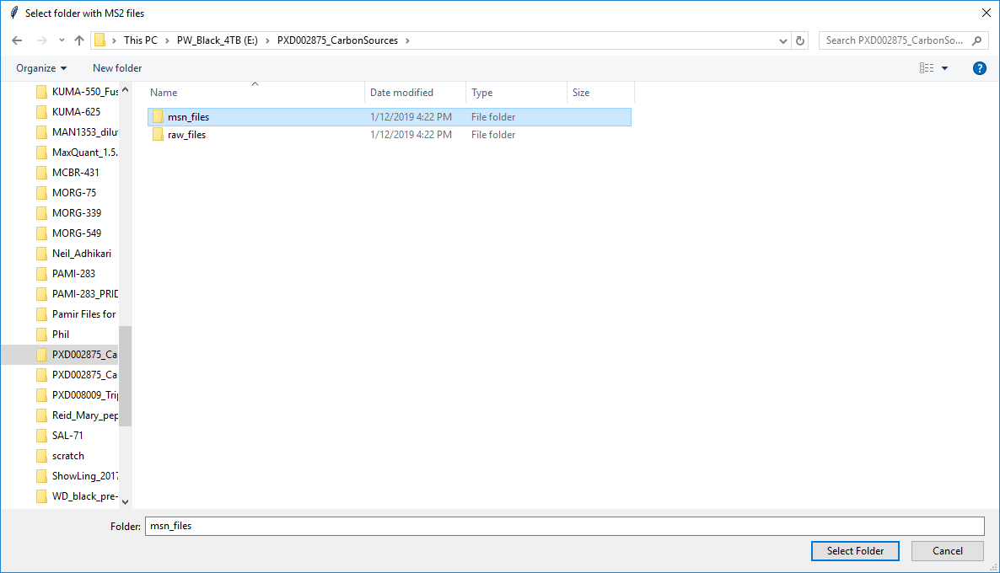 Select folder with MS2 files
This PC > PW_Black_4TB (E:) > PXD002875_CarbonSources >
Search PXD002875_CarbonSo...
Organize
New folder
?
Name
Date modified
Type
Size
msn_files 1/12/2019 4:22 PM File folder
raw_files 1/12/2019 4:22 PM File folder
KUMA-550_Fus
KUMA-625
MAN1353_dilu
MaxQuant_1.5.
MCBR-431
MORG-75
MORG-339
MORG-549
Neil_Adhikari
PAMI-283
PAMI-283_PRID
Pamir Files for
Phil
PXD002875_Ca
PXD002875_Ca
PXD008009_Trip
Reid_Mary_pep
SAL-71
scratch
ShowLing_2017
WD_black_pre-
Folder: msn_files
Select Folder
Cancel